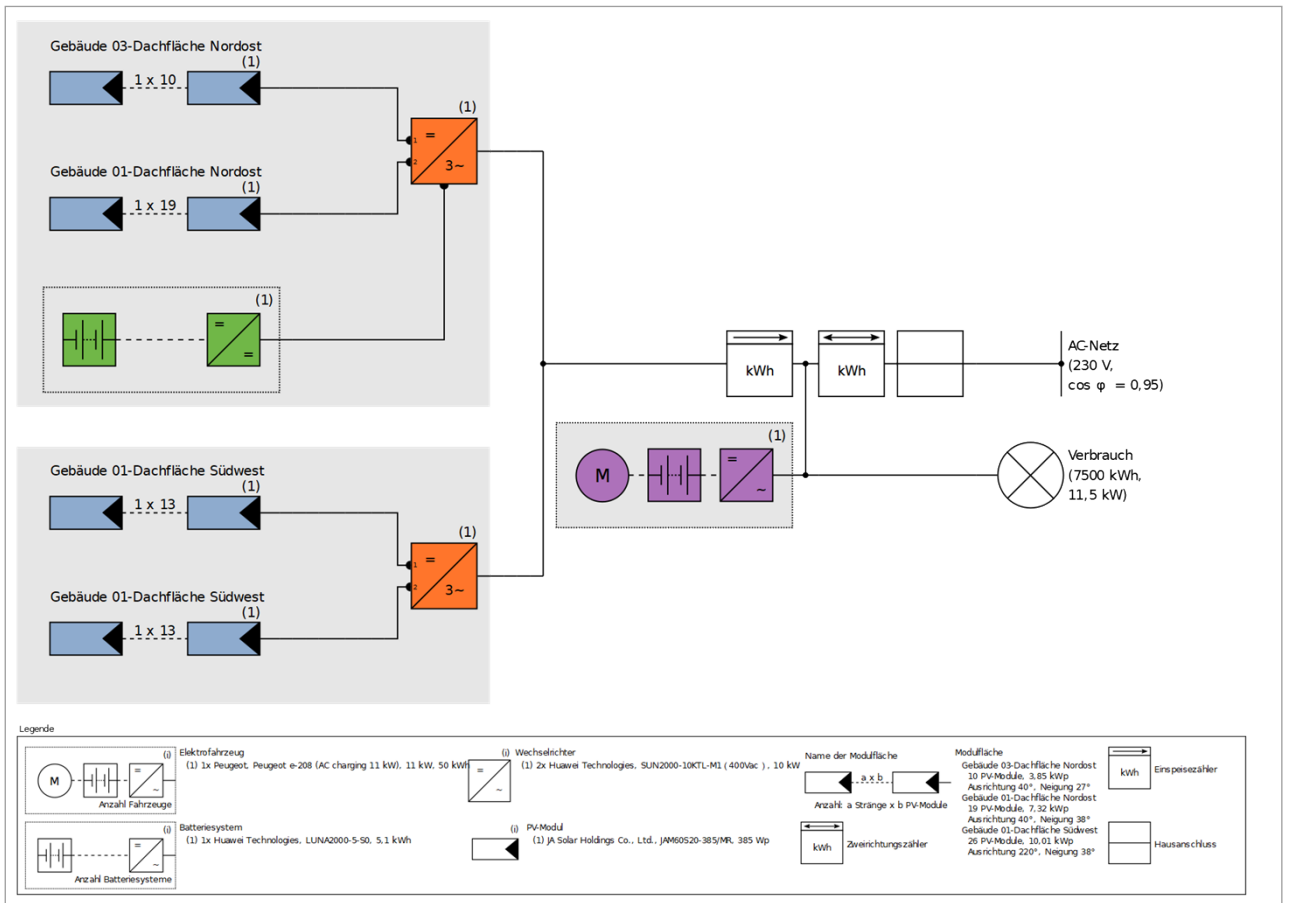 Gebäude 03-Dachfläche Nordost
(1)
1 x 10
(1)
1
=
2
3~
Gebäude 01-Dachfläche Nordost
(1)
1 x 19
(1)
=
=
Gebäude 01-Dachfläche Südwest
(1)
1 x 13
(1)
1
=
2
3~
Gebäude 01-Dachfläche Südwest
(1)
1 x 13
kWh
kWh
AC-Netz
(230 V,
cos φ = 0,95)
(1)
M
=
~
Verbrauch
(7500 kWh,
11,5 kW)
Legende
(i)
M
=
~
Anzahl Fahrzeuge
Elektrofahrzeug
(1) 1x Peugeot, Peugeot e-208 (AC charging 11 kW), 11 kW, 50 kWh
(i)
=
~
Anzahl Batteriesysteme
Batteriesystem
(1) 1x Huawei Technologies, LUNA2000-5-S0, 5,1 kWh
(i)
=
~
Wechselrichter
(1) 2x Huawei Technologies, SUN2000-10KTL-M1 (400Vac), 10 kW
(i)
PV-Modul
(1) JA Solar Holdings Co., Ltd., JAM60S20-385/MR, 385 Wp
Name der Modulfläche
a x b
Anzahl: a Stränge x b PV-Module
kWh
Zweirichtungszähler
Modulfläche
Gebäude 03-Dachfläche Nordost
10 PV-Module, 3,85 kWp
Ausrichtung 40°, Neigung 27°
Gebäude 01-Dachfläche Nordost
19 PV-Module, 7,32 kWp
Ausrichtung 40°, Neigung 38°
Gebäude 01-Dachfläche Südwest
26 PV-Module, 10,01 kWp
Ausrichtung 220°, Neigung 38°
kWh
Einspeisezähler
Hausanschluss